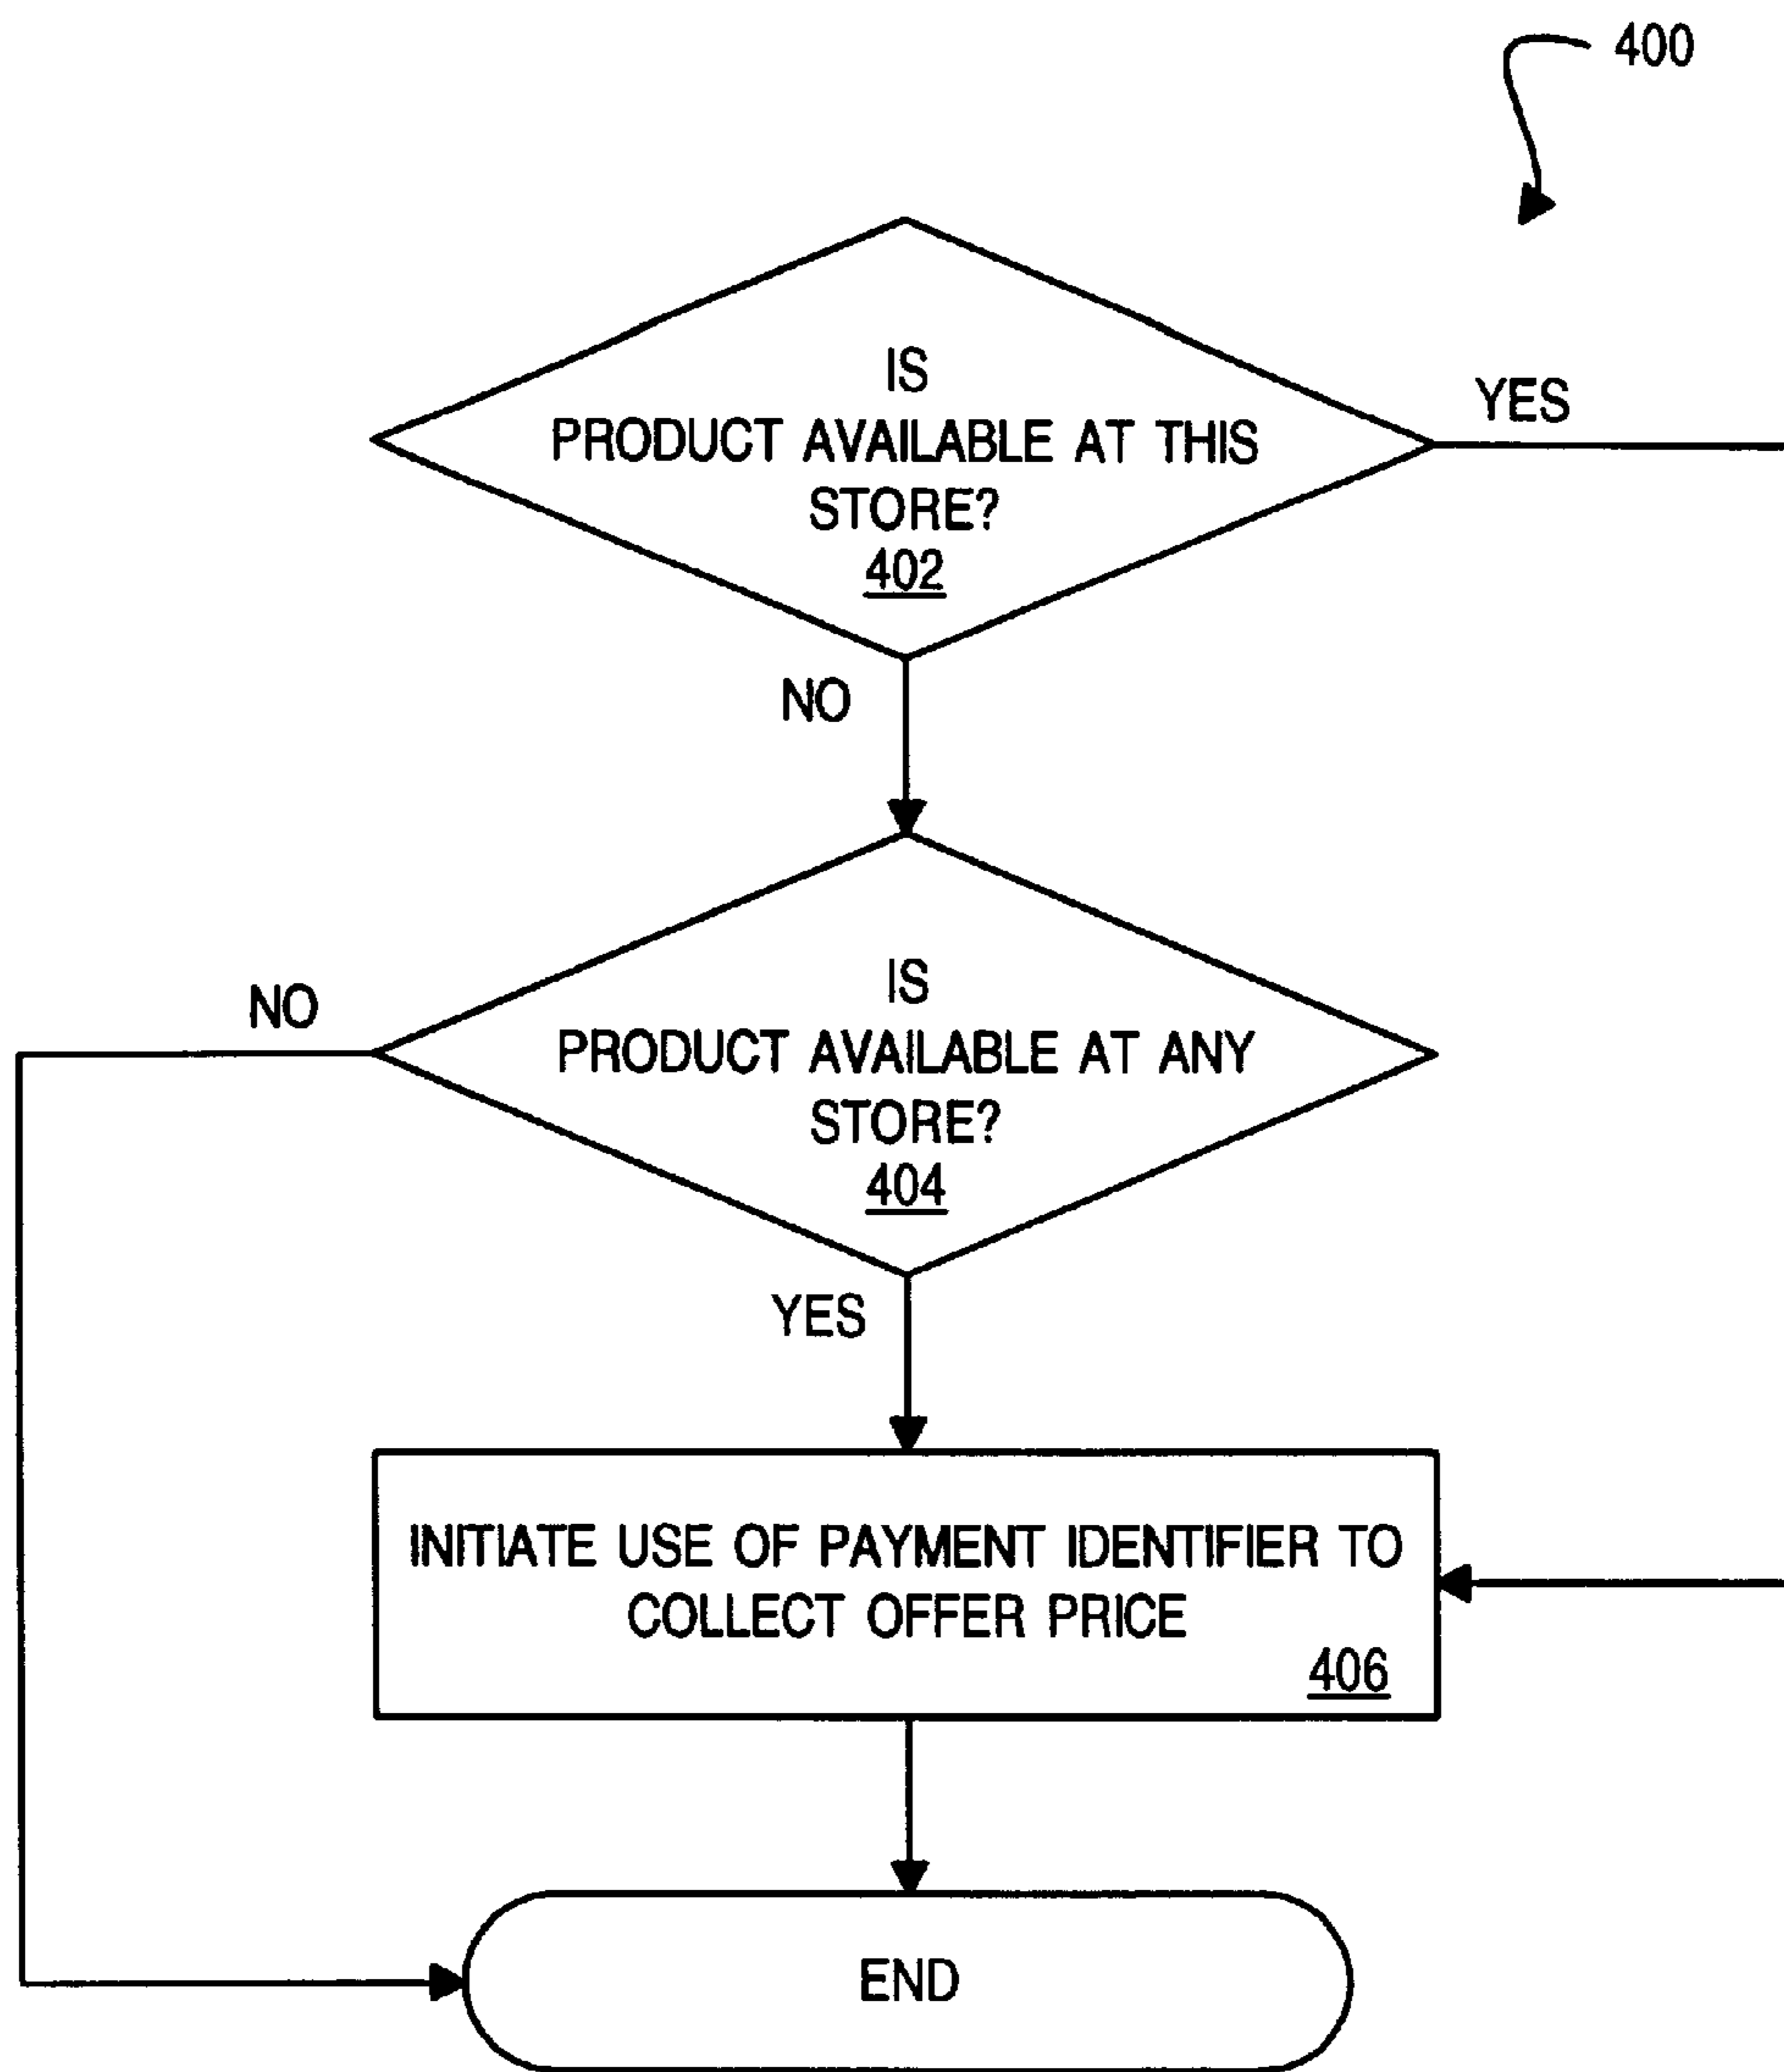 400
IS
PRODUCT AVAILABLE AT THIS
STORE?
402
YES
NO
IS
PRODUCT AVAILABLE AT ANY
STORE?
404
NO
YES
INITIATE USE OF PAYMENT IDENTIFIER TO
COLLECT OFFER PRICE
406
END